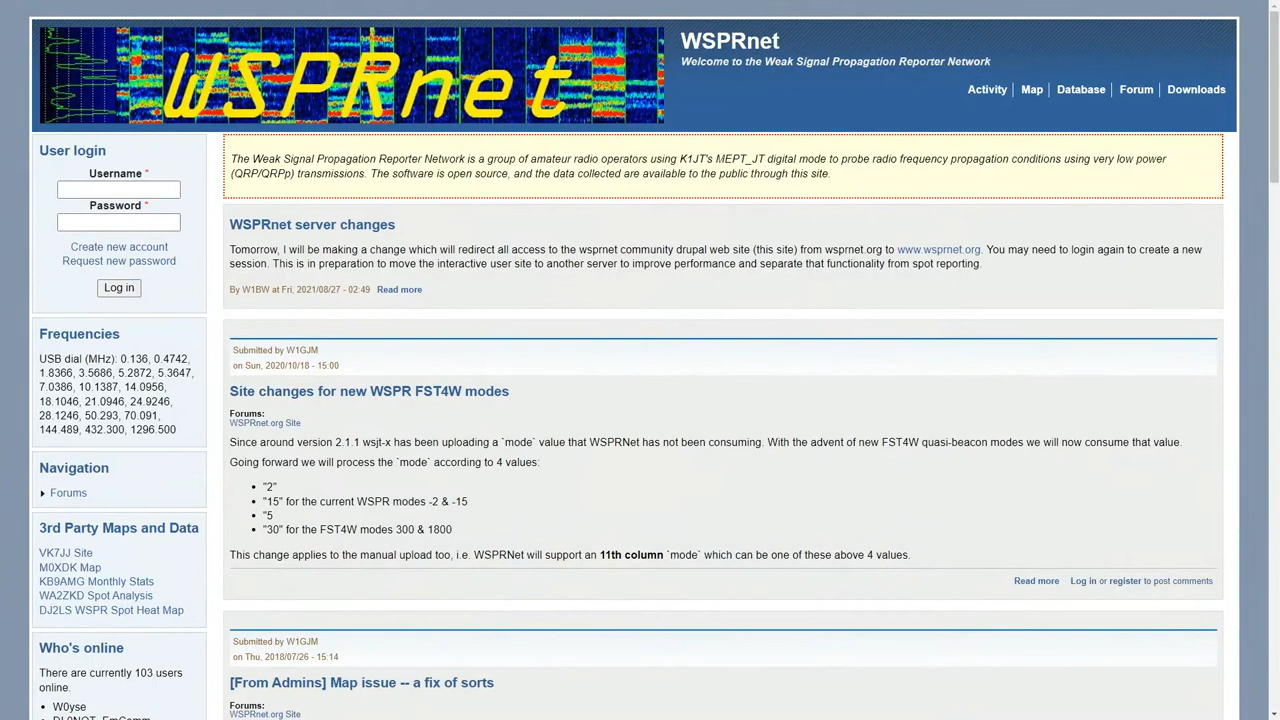 WSPRnet
WSPRnet
Welcome to the Weak Signal Propagation Reporter Network
Activity
Map
Database
Forum
Downloads
User login
Username *
Password *
Create new account
Request new password
Log in
Frequencies
USB dial (MHz): 0.136, 0.4742,
1.8366, 3.5686, 5.2872, 5.3647,
7.0386, 10.1387, 14.0956,
18.1046, 21.0946, 24.9246,
28.1246, 50.293, 70.091,
144.489, 432.300, 1296.500
Navigation
Forums
3rd Party Maps and Data
VK7JJ Site
M0XDK Map
KB9AMG Monthly Stats
WA2ZKD Spot Analysis
DJ2LS WSPR Spot Heat Map
Who's online
There are currently 103 users
online.
W0yse
The Weak Signal Propagation Reporter Network is a group of amateur radio operators using K1JT's MEPT_JT digital mode to probe radio frequency propagation conditions using very low power
(QRP/QRPp) transmissions. The software is open source, and the data collected are available to the public through this site.
WSPRnet server changes
Tomorrow, I will be making a change which will redirect all access to the wsprnet community drupal web site (this site) from wsprnet.org to www.wsprnet.org. You may need to login again to create a new
session. This is in preparation to move the interactive user site to another server to improve performance and separate that functionality from spot reporting.
By W1BW at Fri, 2021/08/27 - 02:49 Read more
Submitted by W1GJM
on Sun, 2020/10/18 - 15:00
Site changes for new WSPR FST4W modes
Forums:
WSPRnet.org Site
Since around version 2.1.1 wsjt-x has been uploading a `mode` value that WSPRNet has not been consuming. With the advent of new FST4W quasi-beacon modes we will now consume that value.
Going forward we will process the `mode` according to 4 values:
"2"
"15" for the current WSPR modes -2 & -15
"5
"30" for the FST4W modes 300 & 1800
This change applies to the manual upload too, i.e. WSPRNet will support an 11th column `mode` which can be one of these above 4 values.
Read more Log in or register to post comments
Submitted by W1GJM
on Thu, 2018/07/26 - 15:14
[From Admins] Map issue -- a fix of sorts
Forums:
WSPRnet.org Site